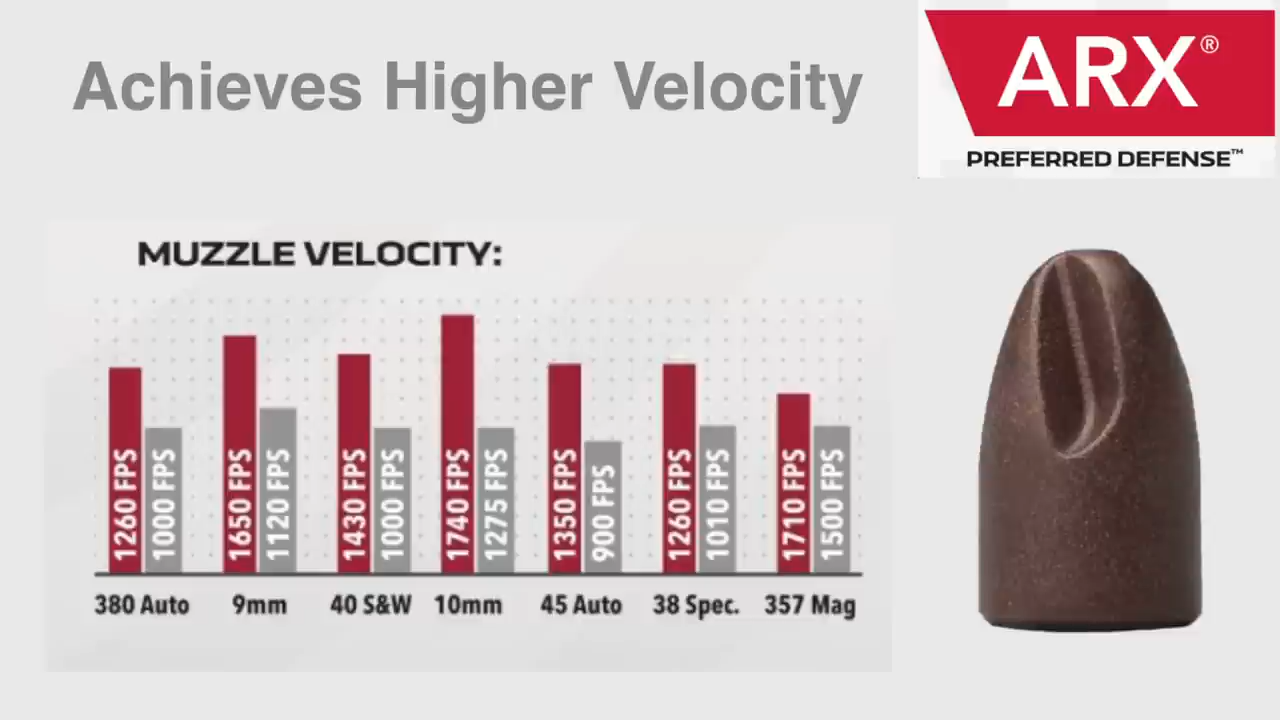 Achieves Higher Velocity
ARX®
PREFERRED DEFENSE™
MUZZLE VELOCITY:
1260 FPS
1000 FPS
1650 FPS
1120 FPS
1430 FPS
1000 FPS
1740 FPS
1275 FPS
1350 FPS
900 FPS
1260 FPS
1010 FPS
1710 FPS
1500 FPS
380 Auto 9mm 40 S&W 10mm 45 Auto 38 Spec. 357 Mag